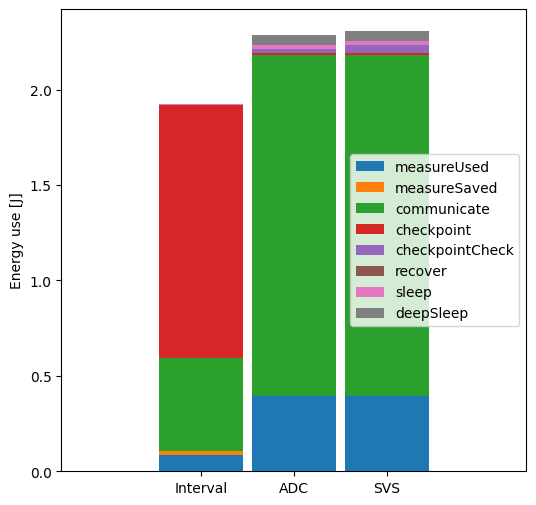 Energy use [J]
2.0
1.5
1.0
0.5
0.0
measureUsed
measureSaved
communicate
checkpoint
checkpointCheck
recover
sleep
deepSleep
Interval ADC SVS